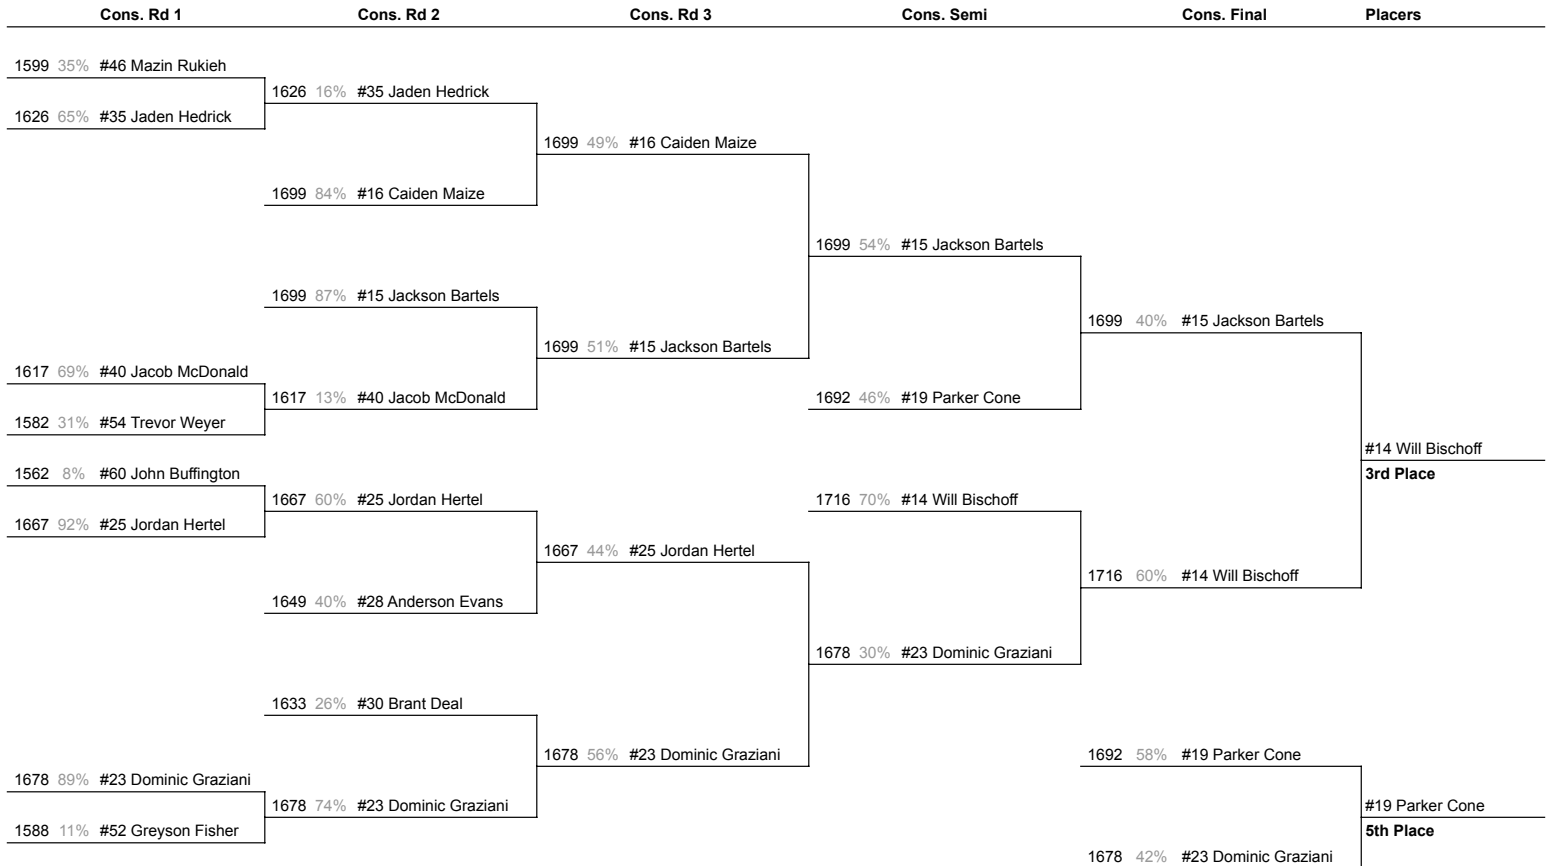 Cons. Rd 1 Cons. Rd 2 Cons. Rd 3 Cons. Semi Cons. Final Placers
1599 35% #46 Mazin Rukieh
1626 16% #35 Jaden Hedrick
1626 65% #35 Jaden Hedrick
1699 49% #16 Caiden Maize
1699 84% #16 Caiden Maize
1699 54% #15 Jackson Bartels
1699 87% #15 Jackson Bartels
1699 40% #15 Jackson Bartels
1699 51% #15 Jackson Bartels
1617 69% #40 Jacob McDonald
1617 13% #40 Jacob McDonald
1692 46% #19 Parker Cone
1582 31% #54 Trevor Weyer
#14 Will Bischoff
1562 8% #60 John Buffington
3rd Place
1667 60% #25 Jordan Hertel
1716 70% #14 Will Bischoff
1667 92% #25 Jordan Hertel
1667 44% #25 Jordan Hertel
1716 60% #14 Will Bischoff
1649 40% #28 Anderson Evans
1678 30% #23 Dominic Graziani
1633 26% #30 Brant Deal
1678 56% #23 Dominic Graziani
1692 58% #19 Parker Cone
1678 89% #23 Dominic Graziani
1678 74% #23 Dominic Graziani
#19 Parker Cone
1588 11% #52 Greyson Fisher
5th Place
1678 42% #23 Dominic Graziani